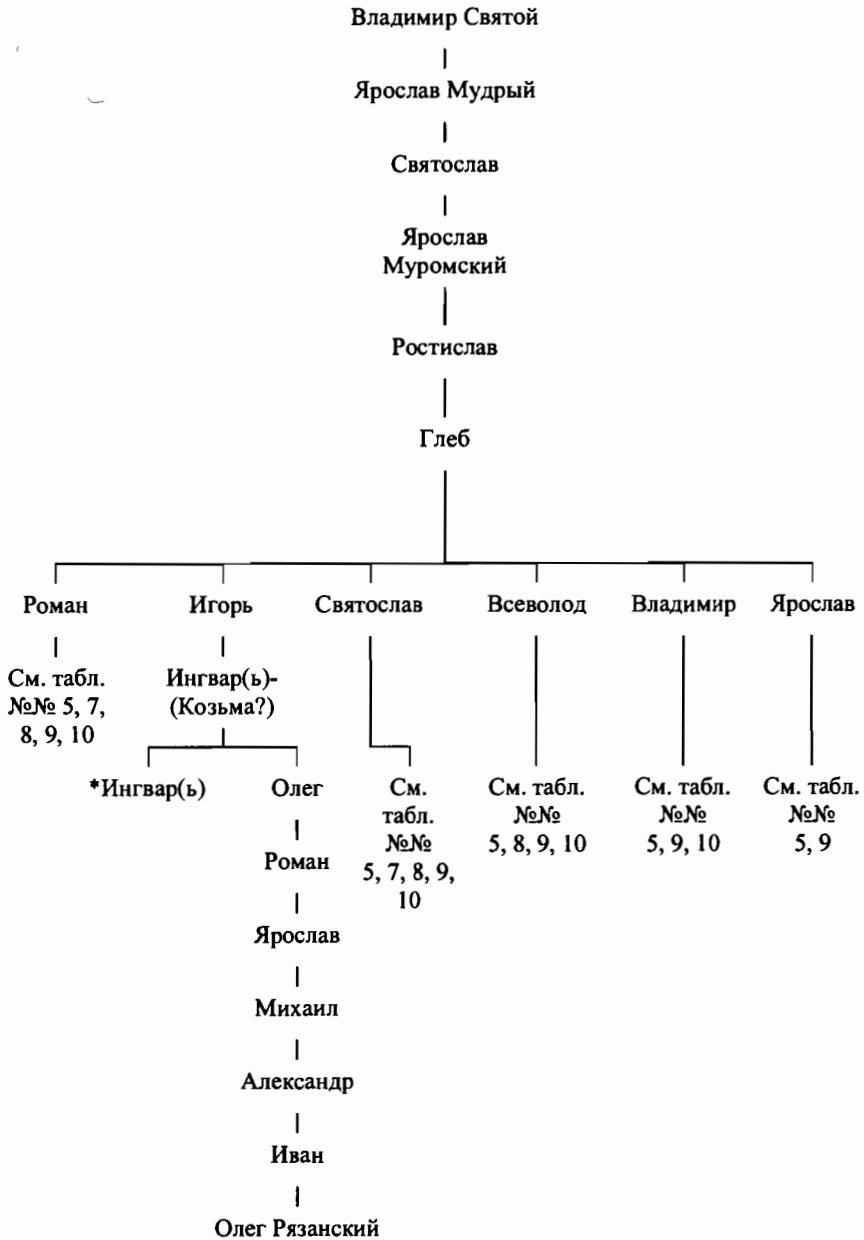 Владимир Святой
Ярослав Мудрый
Святослав
Ярослав
Муромский
Ростислав
Глеб
Роман
Игорь
Святослав
Всеволод
Владимир
Ярослав
См. табл.
№№ 5, 7,
8, 9, 10
Ингвар(ь)-
(Козьма?)
*Ингвар(ь)
Олег
См.
табл.
№№
5, 7, 8, 9,
10
См. табл.
№№
5, 8, 9, 10
См. табл.
№№
5, 9, 10
См. табл.
№№
5, 9
Роман
Ярослав
Михаил
Александр
Иван
Олег Рязанский